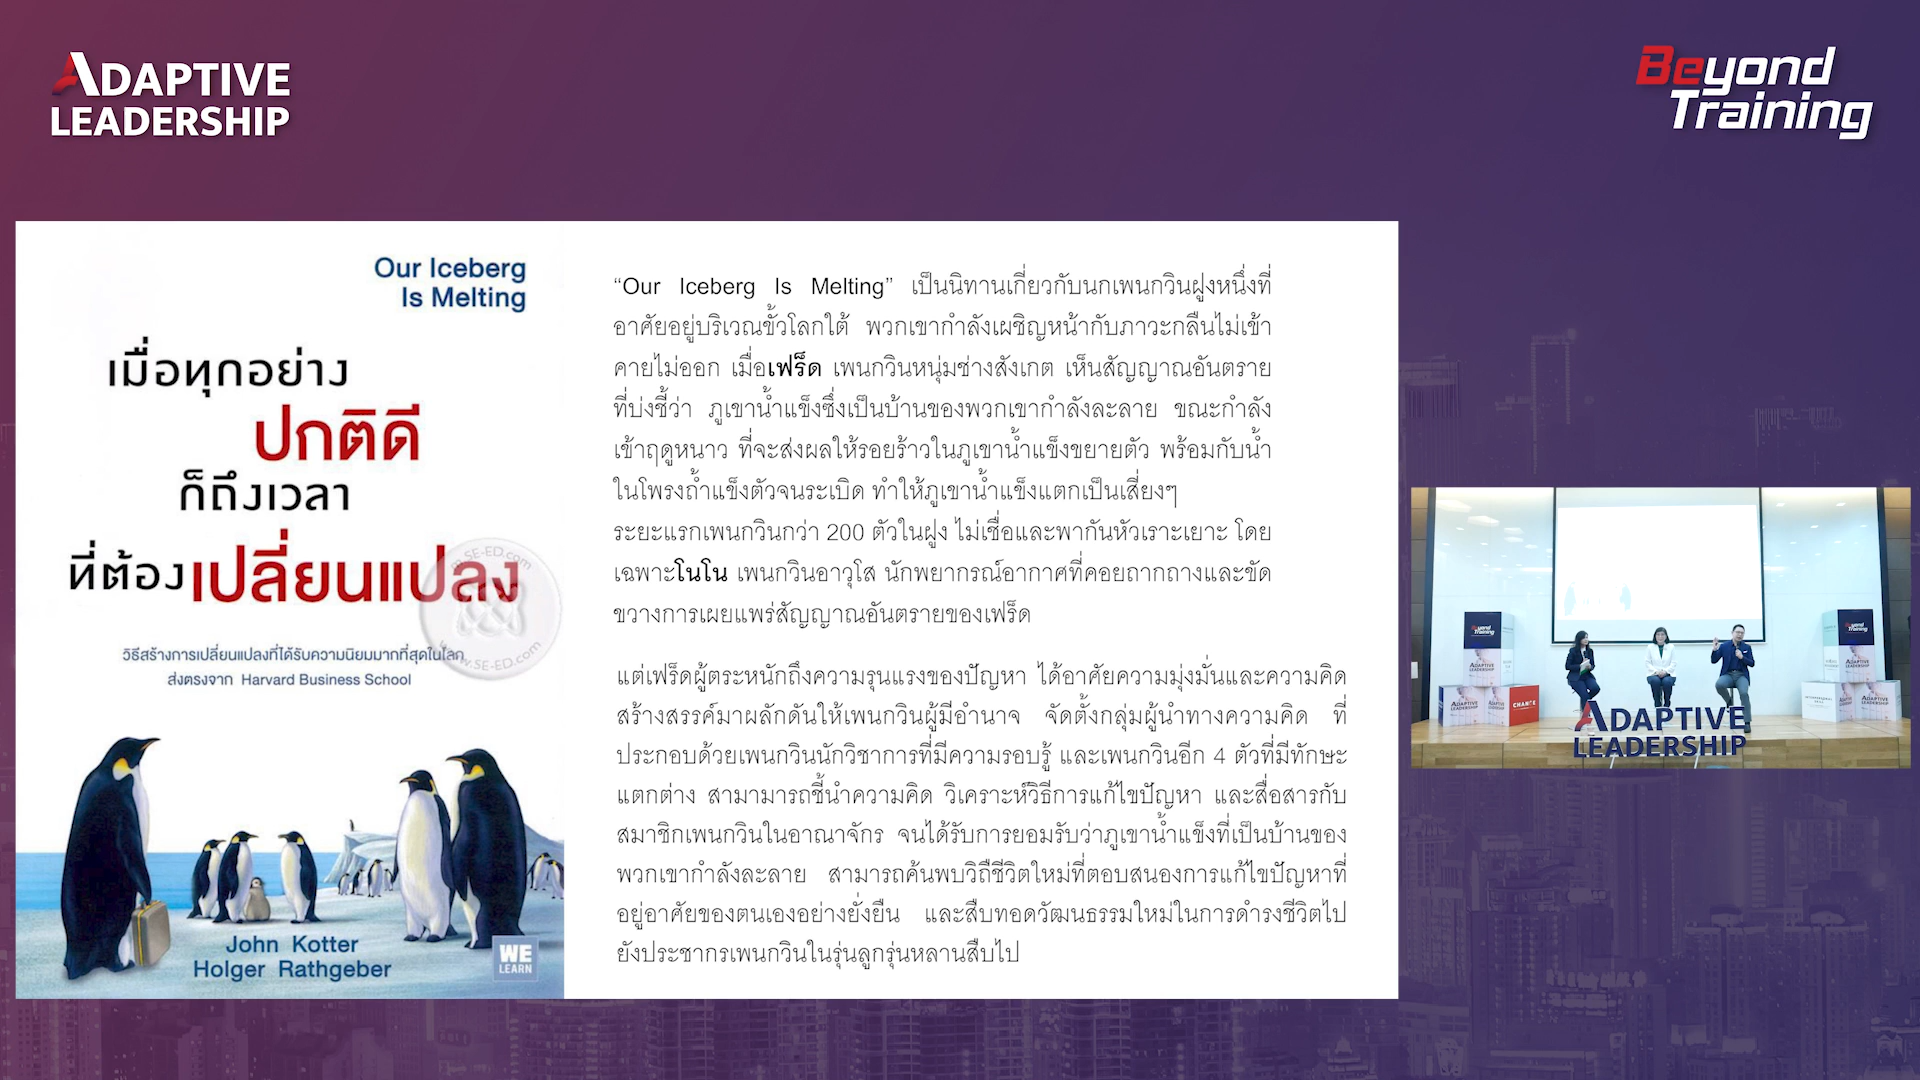 ADAPTIVE
LEADERSHIP
Beyond
Training
Our Iceberg
Is Melting
เมื่อทุกอย่าง
ปกติดี
ก็ถึงเวลา
ที่ต้องเปลี่ยนแปลง
วิธีสร้างการเปลี่ยนแปลงที่ได้รับความนิยมมากที่สุดในโลก
ส่งตรงจาก Harvard Business School
John Kotter
Holger Rathgeber
WE
LEARN
“Our Iceberg Is Melting” เป็นนิทานเกี่ยวกับนกเพนกวินฝูงหนึ่งที่
อาศัยอยู่บริเวณขั้วโลกใต้ พวกเขากำลังเผชิญหน้ากับภาวะกลืนไม่เข้า
คายไม่ออก เมื่อเฟร็ด เพนกวินหนุ่มช่างสังเกต เห็นสัญญาณอันตราย
ที่บ่งชี้ว่า ภูเขาน้ำแข็งซึ่งเป็นบ้านของพวกเขากำลังละลาย ขณะกำลัง
เข้าฤดูหนาว ที่จะส่งผลให้รอยร้าวในภูเขาน้ำแข็งขยายตัว พร้อมกับน้ำ
ในโพรงถ้ำแข็งตัวจนระเบิด ทำให้ภูเขาน้ำแข็งแตกเป็นเสี่ยงๆ
ระยะแรกเพนกวินกว่า 200 ตัวในฝูง ไม่เชื่อและพากันหัวเราะเยาะ โดย
เฉพาะโนโน เพนกวินอาวุโส นักพยากรณ์อากาศที่คอยถากถางและขัด
ขวางการเผยแพร่สัญญาณอันตรายของเฟร็ด
แต่เฟร็ดผู้ตระหนักถึงความรุนแรงของปัญหา ได้อาศัยความมุ่งมั่นและความคิด
สร้างสรรค์มาผลักดันให้เพนกวินผู้มีอำนาจ จัดตั้งกลุ่มผู้นำทางความคิด ที่
ประกอบด้วยเพนกวินนักวิชาการที่มีความรอบรู้ และเพนกวินอีก 4 ตัวที่มีทักษะ
แตกต่าง สามามารถชี้นำความคิด วิเคราะห์วิธีการแก้ไขปัญหา และสื่อสารกับ
สมาชิกเพนกวินในอาณาจักร จนได้รับการยอมรับว่าภูเขาน้ำแข็งที่เป็นบ้านของ
พวกเขากำลังละลาย สามารถค้นพบวิถีชีวิตใหม่ที่ตอบสนองการแก้ไขปัญหาที่
อยู่อาศัยของตนเองอย่างยั่งยืน และสืบทอดวัฒนธรรมใหม่ในการดำรงชีวิตไป
ยังประชากรเพนกวินในรุ่นลูกรุ่นหลานสืบไป
Beyond
Training
ADAPTIVE
LEADERSHIP
Beyond
Training
ADAPTIVE
LEADERSHIP